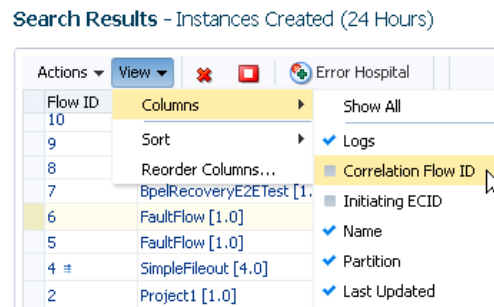 Search Results - Instances Created (24 Hours)
Actions View Error Hospital
Flow ID Columns Show All
10
9 Sort Logs
8 Reorder Columns... Correlation Flow ID
7 BpelRecoveryE2ETest [1. Initiating ECID
6 FaultFlow [1.0] Name
5 FaultFlow [1.0] Partition
4 SimpleFileout [4.0]
2 Project1 [1.0] Last Updated